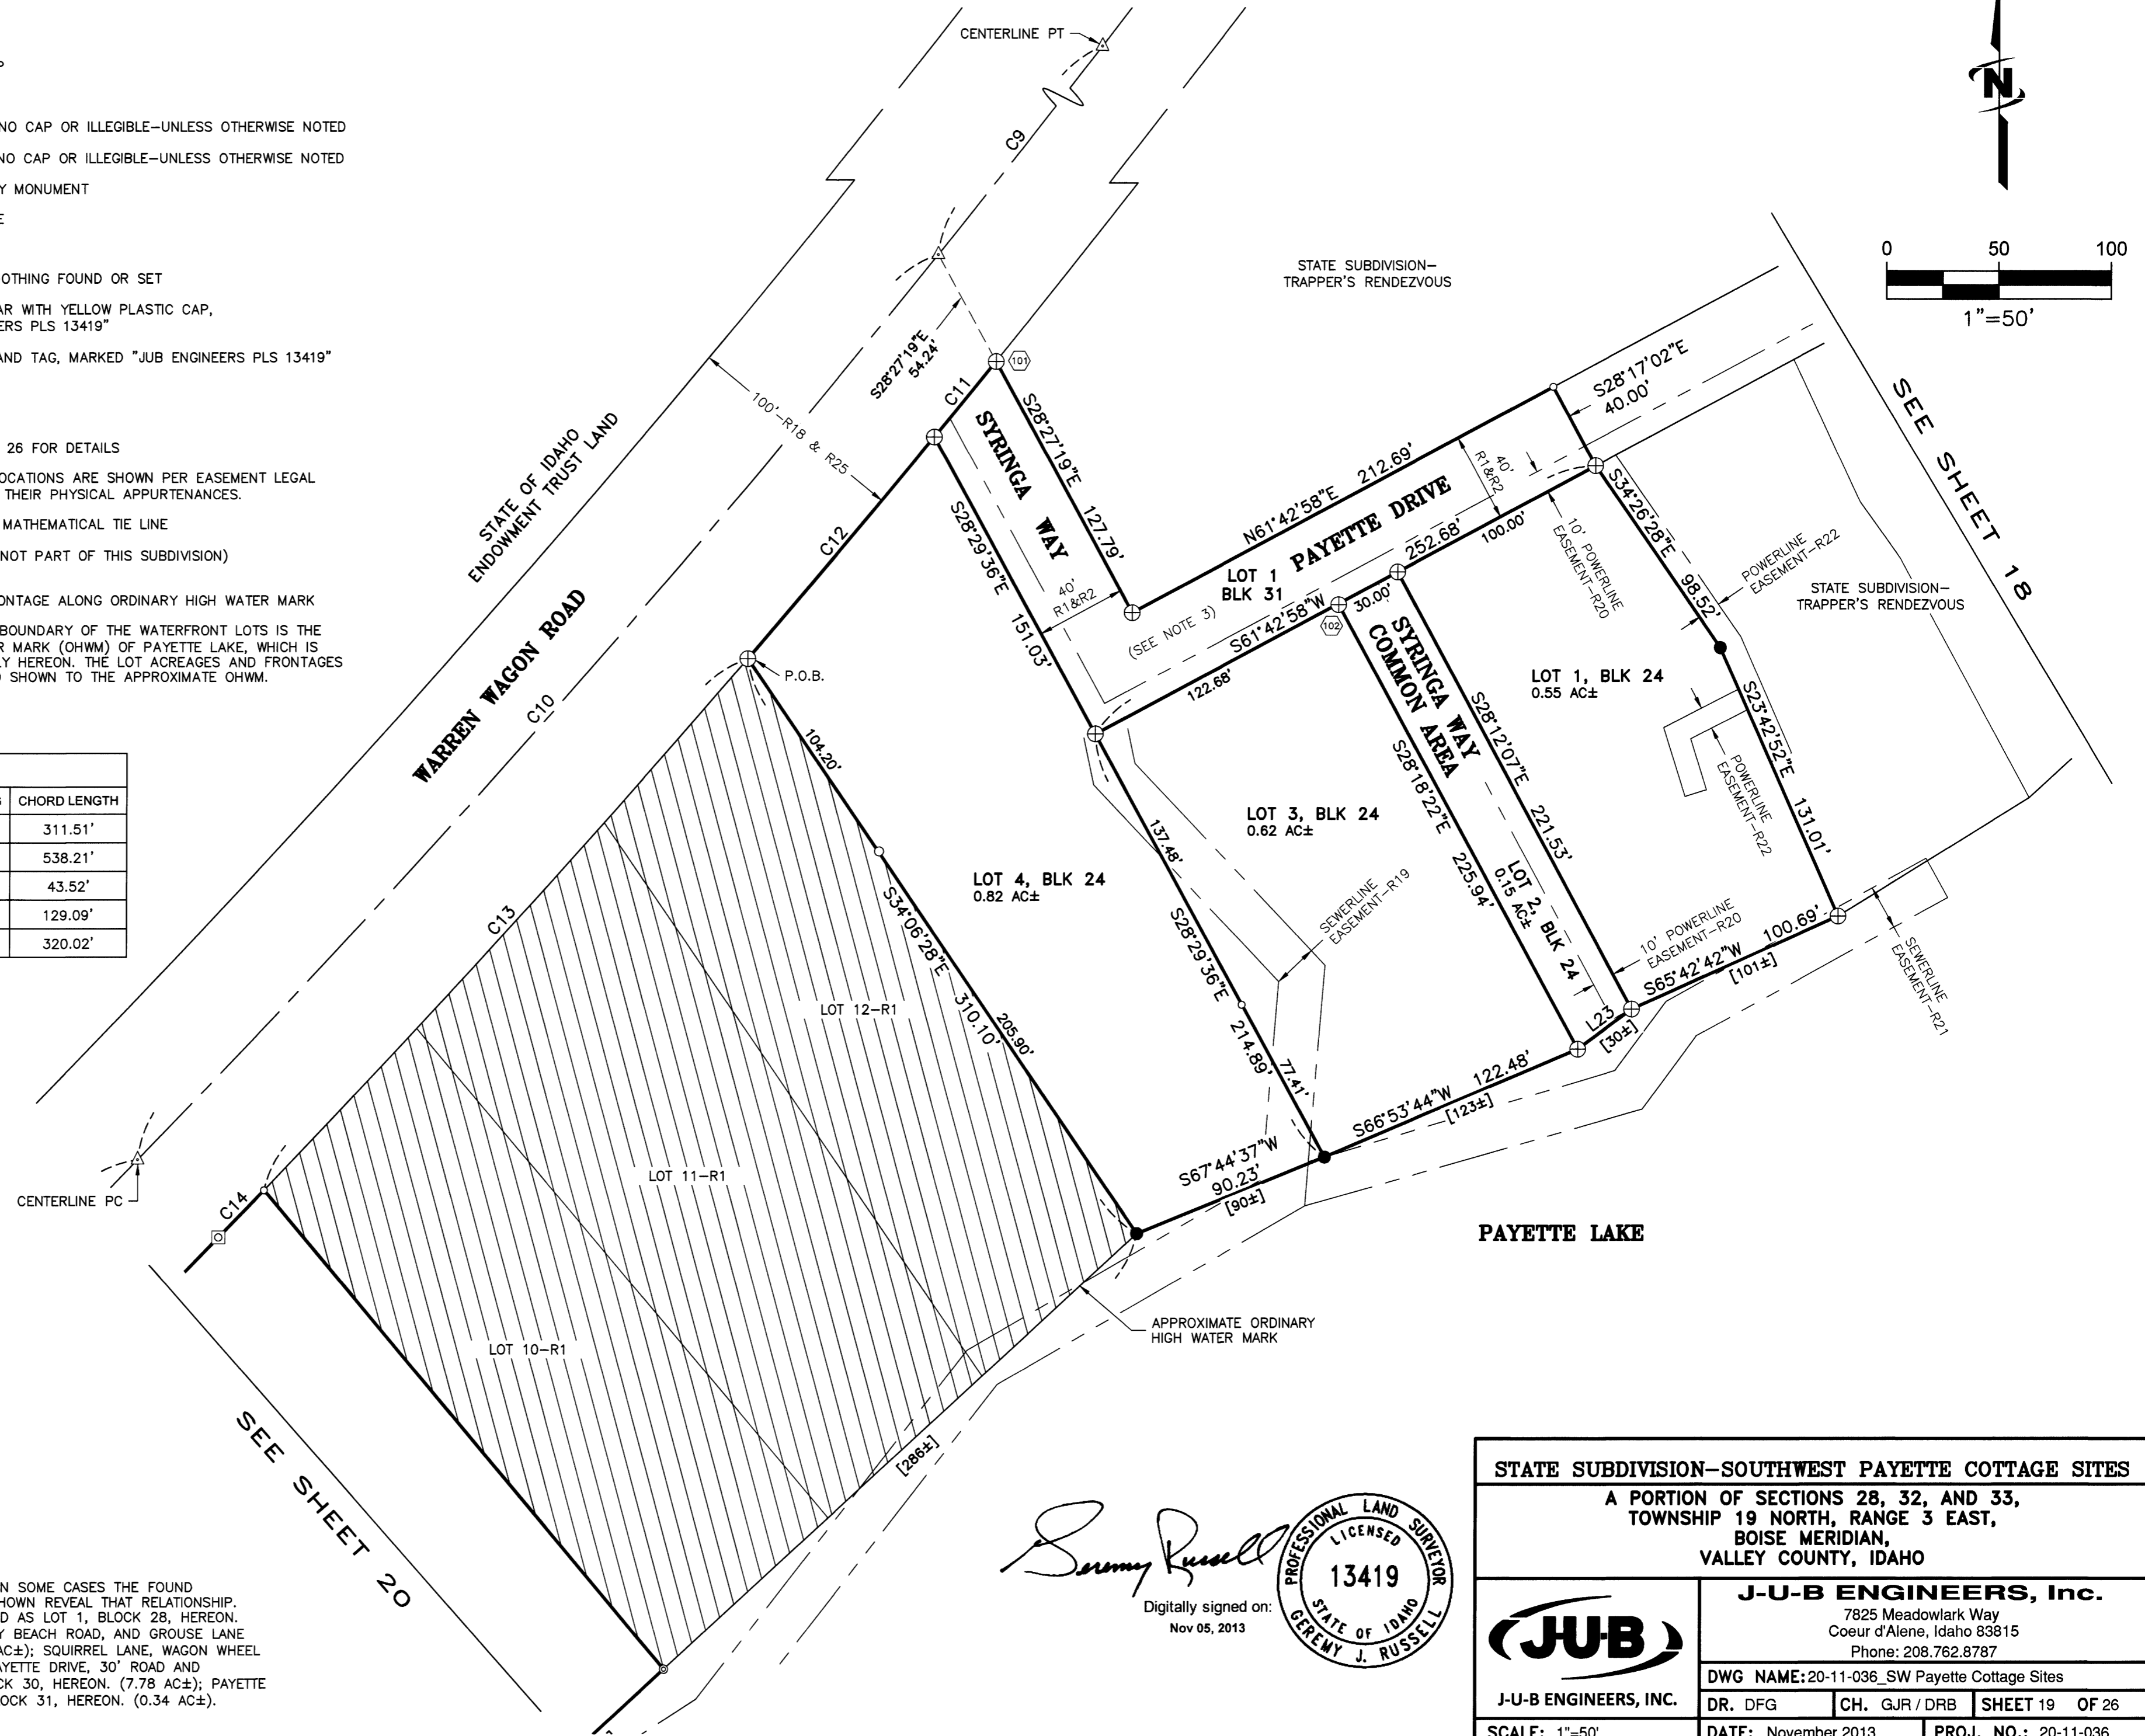 NO CAP OR ILLEGIBLE—UNLESS OTHERWISE NOTED
NO CAP OR ILLEGIBLE—UNLESS OTHERWISE NOTED
Y MONUMENT
E
OTHING FOUND OR SET
AR WITH YELLOW PLASTIC CAP,
ERS PLS 13419"
AND TAG, MARKED "JUB ENGINEERS PLS 13419"
26 FOR DETAILS
OCATIONS ARE SHOWN PER EASEMENT LEGAL
THEIR PHYSICAL APPURTENANCES.
MATHEMATICAL TIE LINE
NOT PART OF THIS SUBDIVISION)
ONTAGE ALONG ORDINARY HIGH WATER MARK
BOUNDARY OF THE WATERFRONT LOTS IS THE
R MARK (OHWM) OF PAYETTE LAKE, WHICH IS
LY HEREON. THE LOT ACREAGES AND FRONTAGES
SHOWN TO THE APPROXIMATE OHWM.
CHORD LENGTH
311.51'
538.21'
43.52'
129.09'
320.02'
CENTERLINE PT
C9
N
0 50 100
1"=50'
STATE SUBDIVISION—
TRAPPER'S RENDEZVOUS
S28°27'19"E
54.24'
101
C11
100'-R18 & R25
STATE OF IDAHO
ENDOWMENT TRUST LAND
SYRINGA WAY
S28°27'19"E 127.79'
S28°29'36"E 151.03'
40'
R1&R2
C12
N61°42'58"E 212.69'
PAYETTE DRIVE
40'
R1&R2
S28°17'02"E
40.00'
SEE SHEET 18
LOT 1
BLK 31
(SEE NOTE 3)
252.68'
S61°42'58"W
100.00'
30.00'
122.68'
102
10' POWERLINE
EASEMENT-R20
S34°26'28"E 98.52'
POWERLINE
EASEMENT-R22
STATE SUBDIVISION—
TRAPPER'S RENDEZVOUS
WARREN WAGON ROAD
C10
P.O.B.
104.20'
SYRINGA WAY
COMMON AREA
LOT 1, BLK 24
0.55 AC±
S28°12'07"E 221.53'
S28°18'22"E 225.94'
LOT 2, BLK 24
0.15 AC±
S23°42'52"E 131.01'
POWERLINE
EASEMENT-R22
LOT 3, BLK 24
0.62 AC±
137.48'
S28°29'36"E 214.89'
77.41'
LOT 4, BLK 24
0.82 AC±
SEWERLINE
EASEMENT-R19
10' POWERLINE
EASEMENT-R20
S65°42'42"W 100.69'
[101±]
SEWERLINE
EASEMENT-R21
L23
[30±]
S66°53'44"W 122.48'
[123±]
S67°44'37"W
90.23'
[90±]
C13
S34°06'28"E 310.10'
205.90'
LOT 12-R1
LOT 11-R1
LOT 10-R1
CENTERLINE PC
C14
PAYETTE LAKE
APPROXIMATE ORDINARY
HIGH WATER MARK
[286±]
SEE SHEET 20
N SOME CASES THE FOUND
HOWN REVEAL THAT RELATIONSHIP.
D AS LOT 1, BLOCK 28, HEREON.
Y BEACH ROAD, AND GROUSE LANE
AC±); SQUIRREL LANE, WAGON WHEEL
AYETTE DRIVE, 30' ROAD AND
CK 30, HEREON. (7.78 AC±); PAYETTE
OCK 31, HEREON. (0.34 AC±).
Geremy Russell
Digitally signed on:
Nov 05, 2013
PROFESSIONAL LAND SURVEYOR
LICENSED
13419
STATE OF IDAHO
GEREMY J. RUSSELL
STATE SUBDIVISION—SOUTHWEST PAYETTE COTTAGE SITES
A PORTION OF SECTIONS 28, 32, AND 33,
TOWNSHIP 19 NORTH, RANGE 3 EAST,
BOISE MERIDIAN,
VALLEY COUNTY, IDAHO
JUB
J-U-B ENGINEERS, INC.
J-U-B ENGINEERS, Inc.
7825 Meadowlark Way
Coeur d'Alene, Idaho 83815
Phone: 208.762.8787
DWG NAME: 20-11-036_SW Payette Cottage Sites
DR. DFG CH. GJR / DRB SHEET 19 OF 26
SCALE: 1"=50' DATE: November 2013 PROJ. NO.: 20-11-036